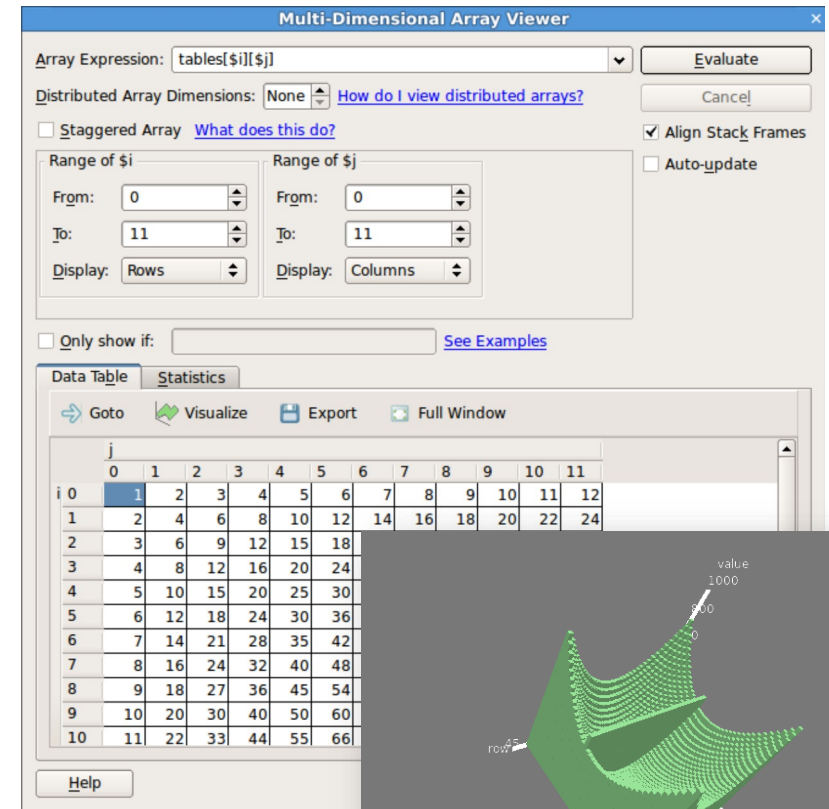 Multi-Dimensional Array Viewer ×
Array Expression: tables[$i][$j] Evaluate
Distributed Array Dimensions: None How do I view distributed arrays? Cancel
Staggered Array What does this do? Align Stack Frames
Range of $i Range of $j Auto-update
From: 0 From: 0
To: 11 To: 11
Display: Rows Display: Columns
Only show if: See Examples
Data Table Statistics
Goto Visualize Export Full Window
j
0 1 2 3 4 5 6 7 8 9 10 11
i 0 1 2 3 4 5 6 7 8 9 10 11 12
1 2 4 6 8 10 12 14 16 18 20 22 24
2 3 6 9 12 15 18
3 4 8 12 16 20 24
4 5 10 15 20 25 30
5 6 12 18 24 30 36
6 7 14 21 28 35 42
7 8 16 24 32 40 48
8 9 18 27 36 45 54
9 10 20 30 40 50 60
10 11 22 33 44 55 66
value
1000
0
row
Help